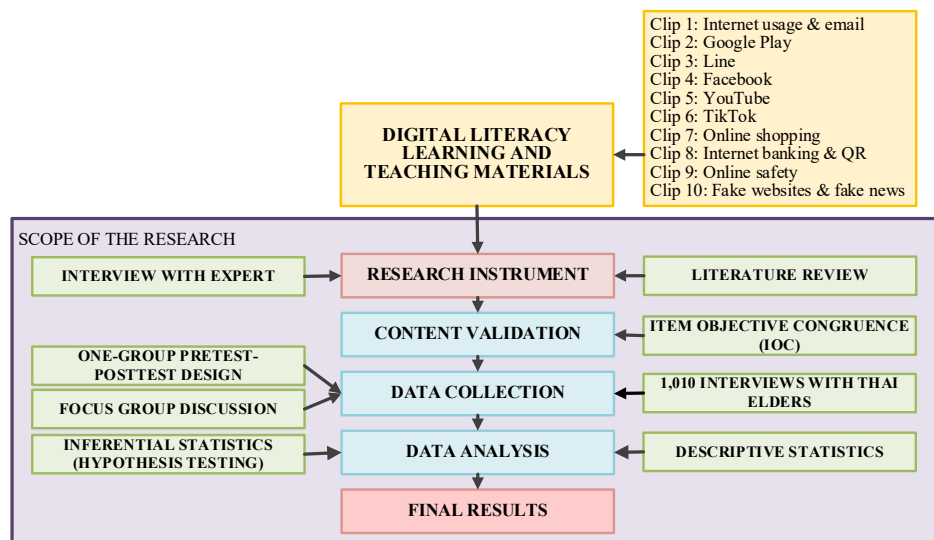 Clip 1: Internet usage & email
Clip 2: Google Play
Clip 3: Line
Clip 4: Facebook
Clip 5: YouTube
Clip 6: TikTok
Clip 7: Online shopping
Clip 8: Internet banking & QR
Clip 9: Online safety
Clip 10: Fake websites & fake news
DIGITAL LITERACY
LEARNING AND
TEACHING MATERIALS
SCOPE OF THE RESEARCH
INTERVIEW WITH EXPERT
RESEARCH INSTRUMENT
LITERATURE REVIEW
CONTENT VALIDATION
ITEM OBJECTIVE CONGRUENCE
(IOC)
ONE-GROUP PRETEST-
POSTTEST DESIGN
FOCUS GROUP DISCUSSION
DATA COLLECTION
1,010 INTERVIEWS WITH THAI
ELDERS
INFERENTIAL STATISTICS
(HYPOTHESIS TESTING)
DATA ANALYSIS
DESCRIPTIVE STATISTICS
FINAL RESULTS